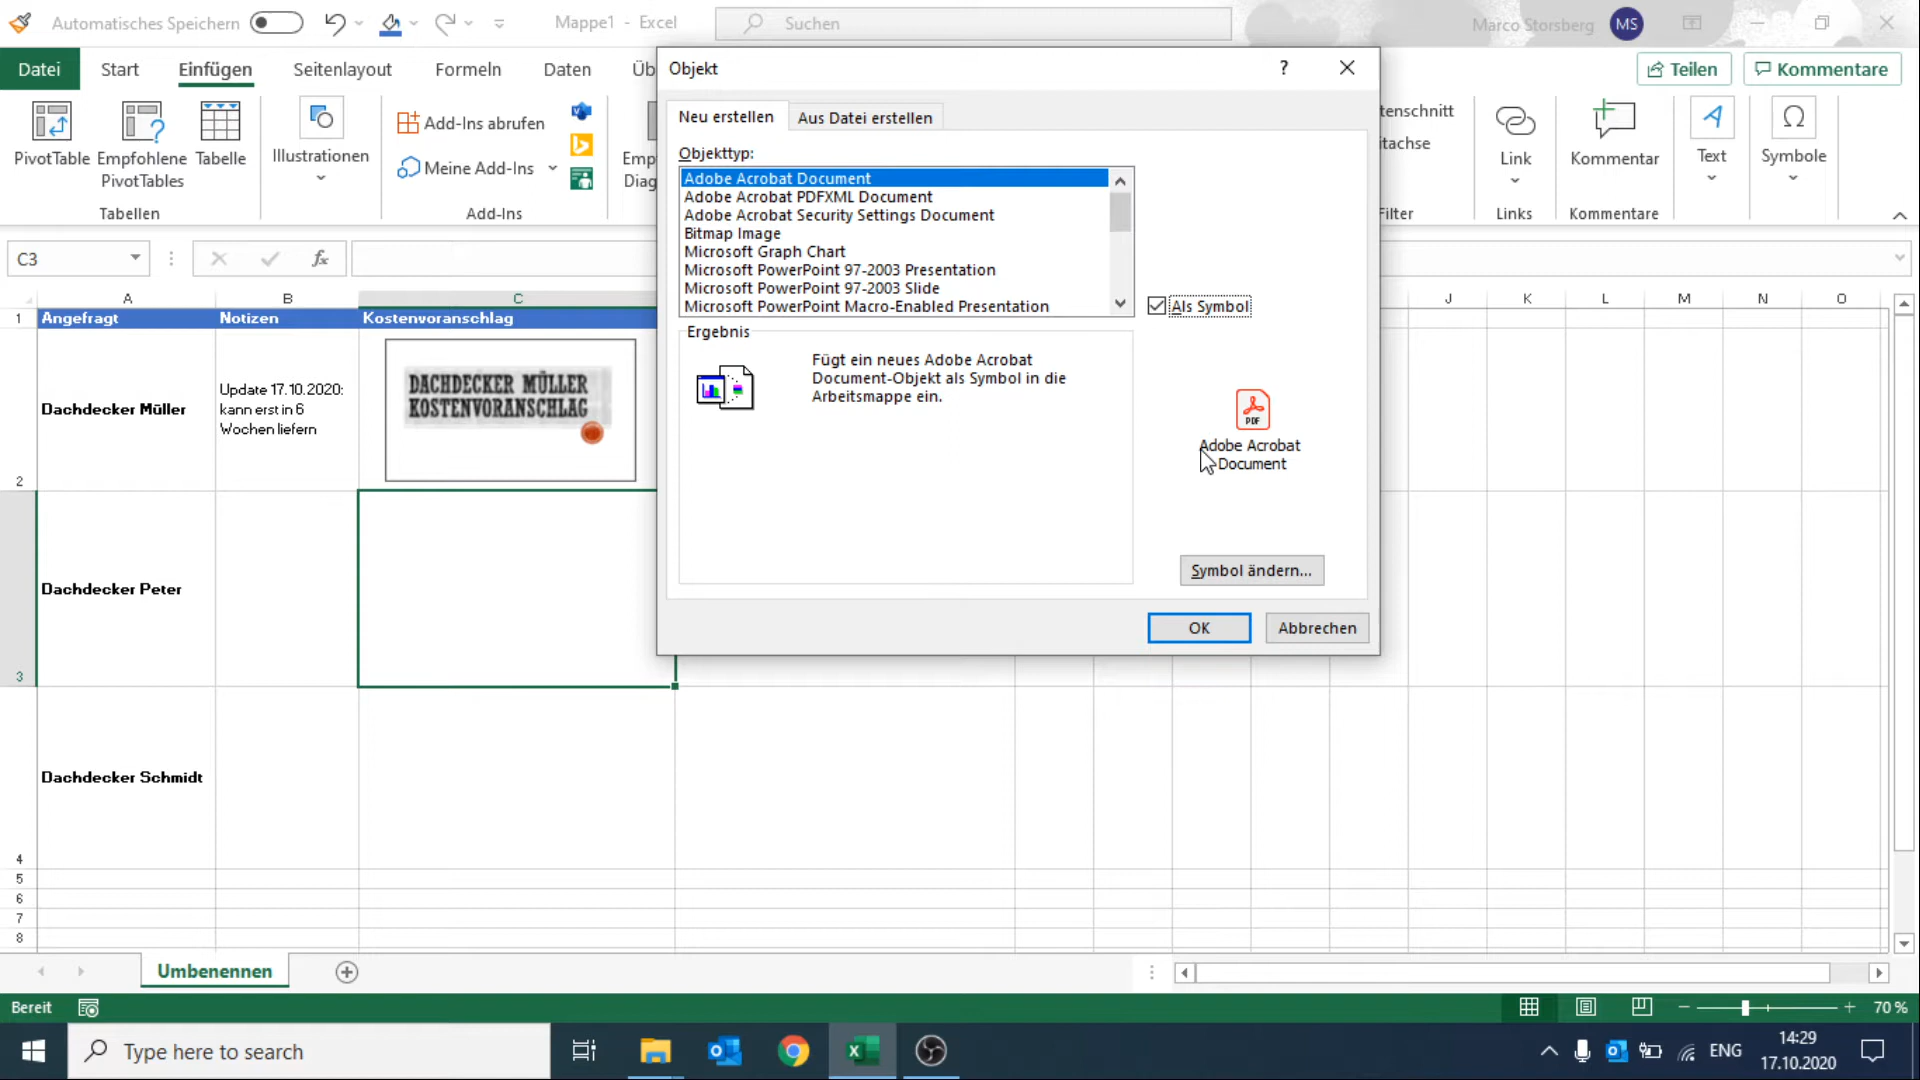 Automatisches Speichern
Mappe1 - Excel
Suchen
Marco Storsberg
MS
Datei
Start
Einfügen
Seitenlayout
Formeln
Daten
Üb
Teilen
Kommentare
PivotTable
Empfohlene
PivotTables
Tabelle
Tabellen
Illustrationen
Add-Ins abrufen
Meine Add-Ins
Add-Ins
Emp
Diag
tenschnitt
tachse
Filter
Link
Links
Kommentar
Kommentare
Text
Symbole
Objekt
?
Neu erstellen
Aus Datei erstellen
Objekttyp:
Adobe Acrobat Document
Adobe Acrobat PDFXML Document
Adobe Acrobat Security Settings Document
Bitmap Image
Microsoft Graph Chart
Microsoft PowerPoint 97-2003 Presentation
Microsoft PowerPoint 97-2003 Slide
Microsoft PowerPoint Macro-Enabled Presentation
Als Symbol
Ergebnis
Fügt ein neues Adobe Acrobat
Document-Objekt als Symbol in die
Arbeitsmappe ein.
PDF
Adobe Acrobat
Document
Symbol ändern...
OK
Abbrechen
C3
fx
A B C J K L M N O
1 Angefragt Notizen Kostenvoranschlag
Dachdecker Müller
Update 17.10.2020:
kann erst in 6
Wochen liefern
DACHDECKER MÜLLER
KOSTENVORANSCHLAG
2
Dachdecker Peter
3
Dachdecker Schmidt
4
5
6
7
8
Umbenennen
Bereit
70 %
Type here to search
ENG
14:29
17.10.2020